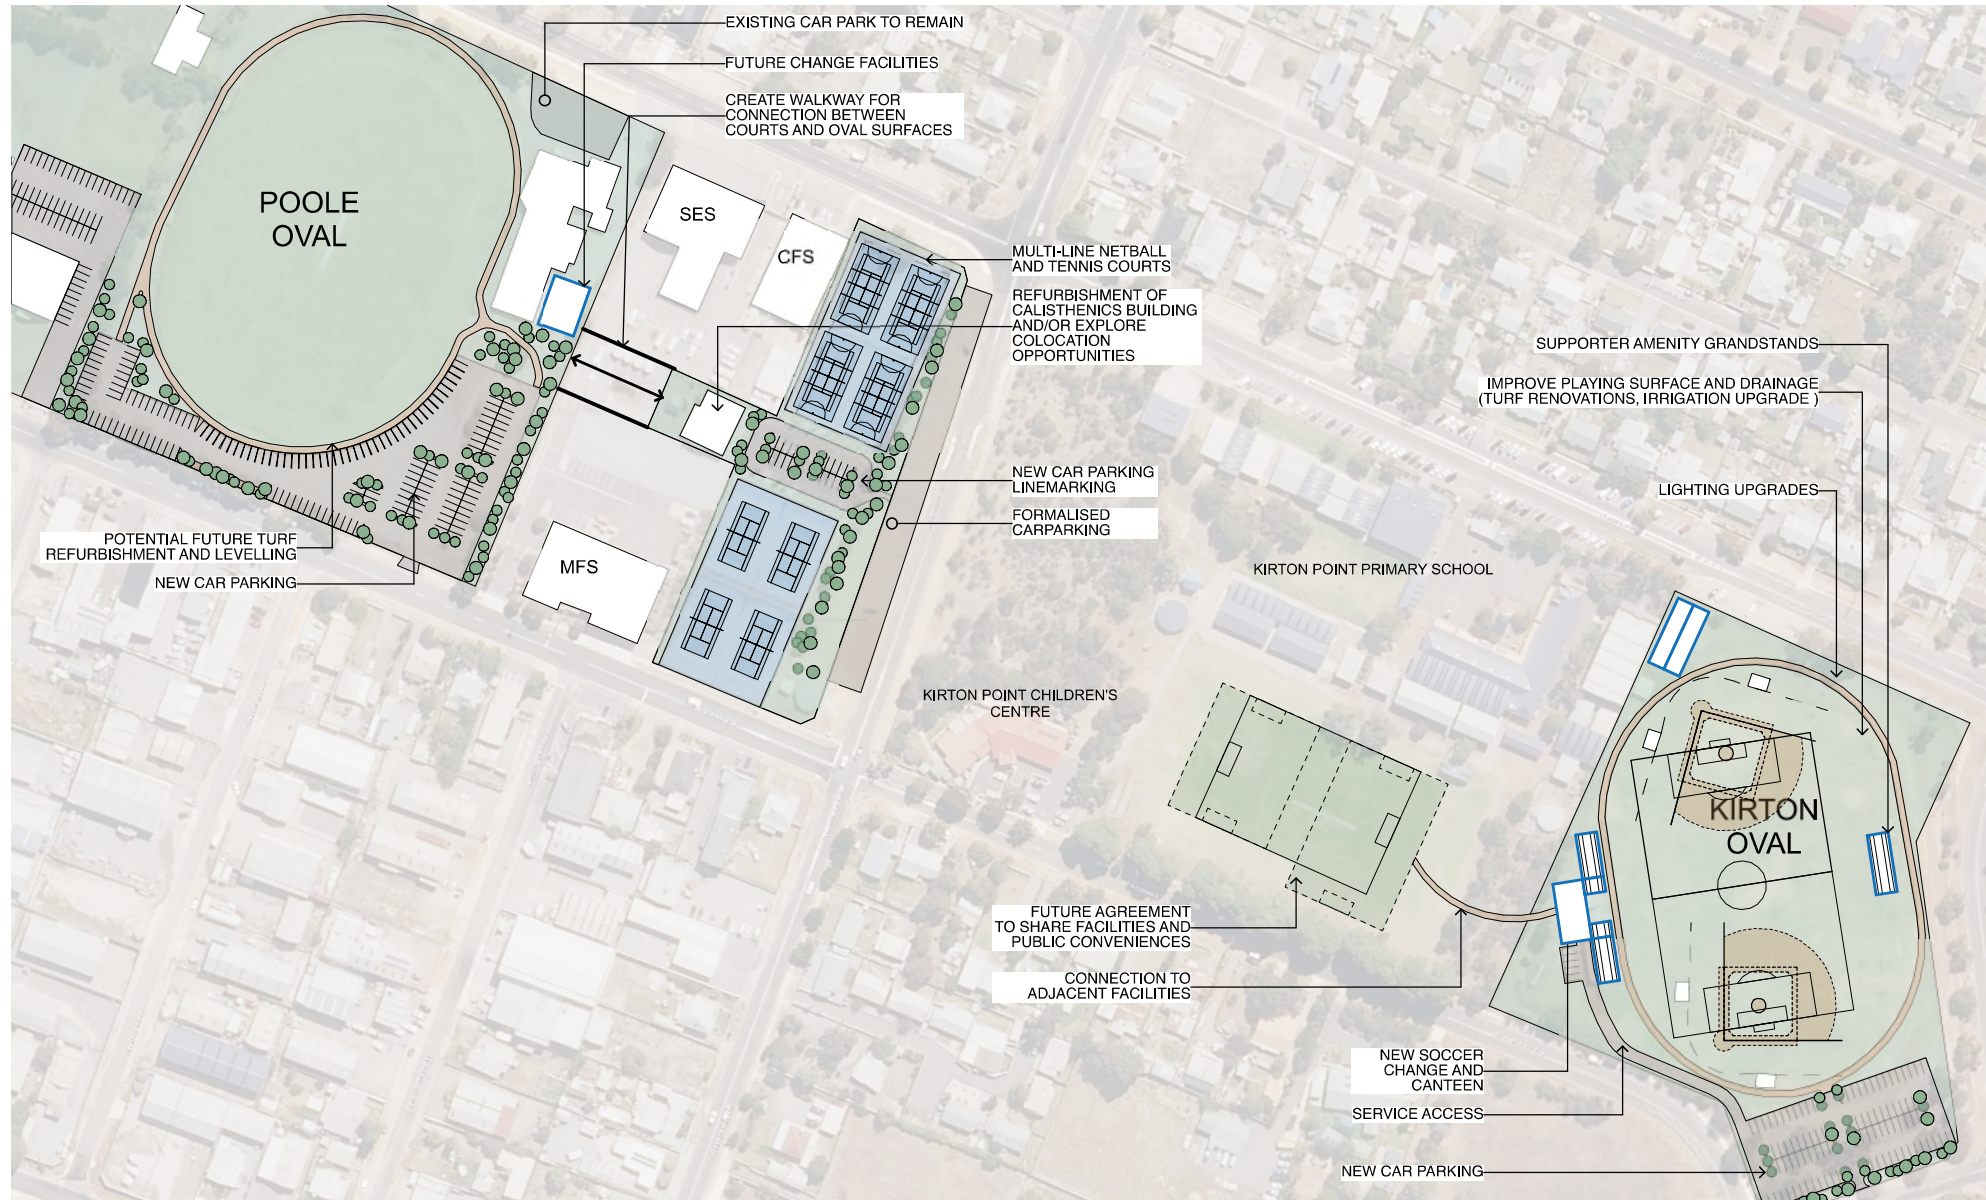 EXISTING CAR PARK TO REMAIN
FUTURE CHANGE FACILITIES
CREATE WALKWAY FOR
CONNECTION BETWEEN
COURTS AND OVAL SURFACES
POOLE
OVAL
SES
CFS
MULTI-LINE NETBALL
AND TENNIS COURTS
REFURBISHMENT OF
CALISTHENICS BUILDING
AND/OR EXPLORE
COLOCATION
OPPORTUNITIES
SUPPORTER AMENITY GRANDSTANDS
IMPROVE PLAYING SURFACE AND DRAINAGE
(TURF RENOVATIONS, IRRIGATION UPGRADE )
NEW CAR PARKING
LINEMARKING
LIGHTING UPGRADES
FORMALISED
CARPARKING
POTENTIAL FUTURE TURF
REFURBISHMENT AND LEVELLING
NEW CAR PARKING
MFS
KIRTON POINT PRIMARY SCHOOL
KIRTON POINT CHILDREN'S
CENTRE
KIRTON
OVAL
FUTURE AGREEMENT
TO SHARE FACILITIES AND
PUBLIC CONVENIENCES
CONNECTION TO
ADJACENT FACILITIES
NEW SOCCER
CHANGE AND
CANTEEN
SERVICE ACCESS
NEW CAR PARKING